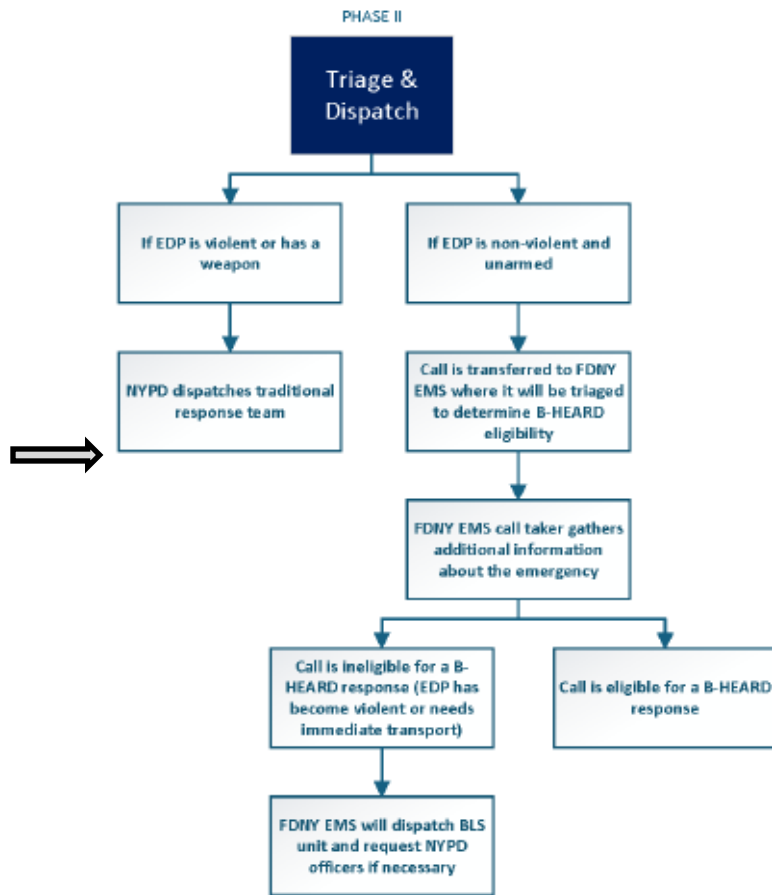 PHASE II
Triage &
Dispatch
If EDP is violent or has a
weapon
If EDP is non-violent and
unarmed
NYPD dispatches traditional
response team
Call is transferred to FDNY
EMS where it will be triaged
to determine B-HEARD
eligibility
FDNY EMS call taker gathers
additional information
about the emergency
Call is ineligible for a B-
HEARD response (EDP has
become violent or needs
immediate transport)
Call is eligible for a B-HEARD
response
FDNY EMS will dispatch BLS
unit and request NYPD
officers if necessary